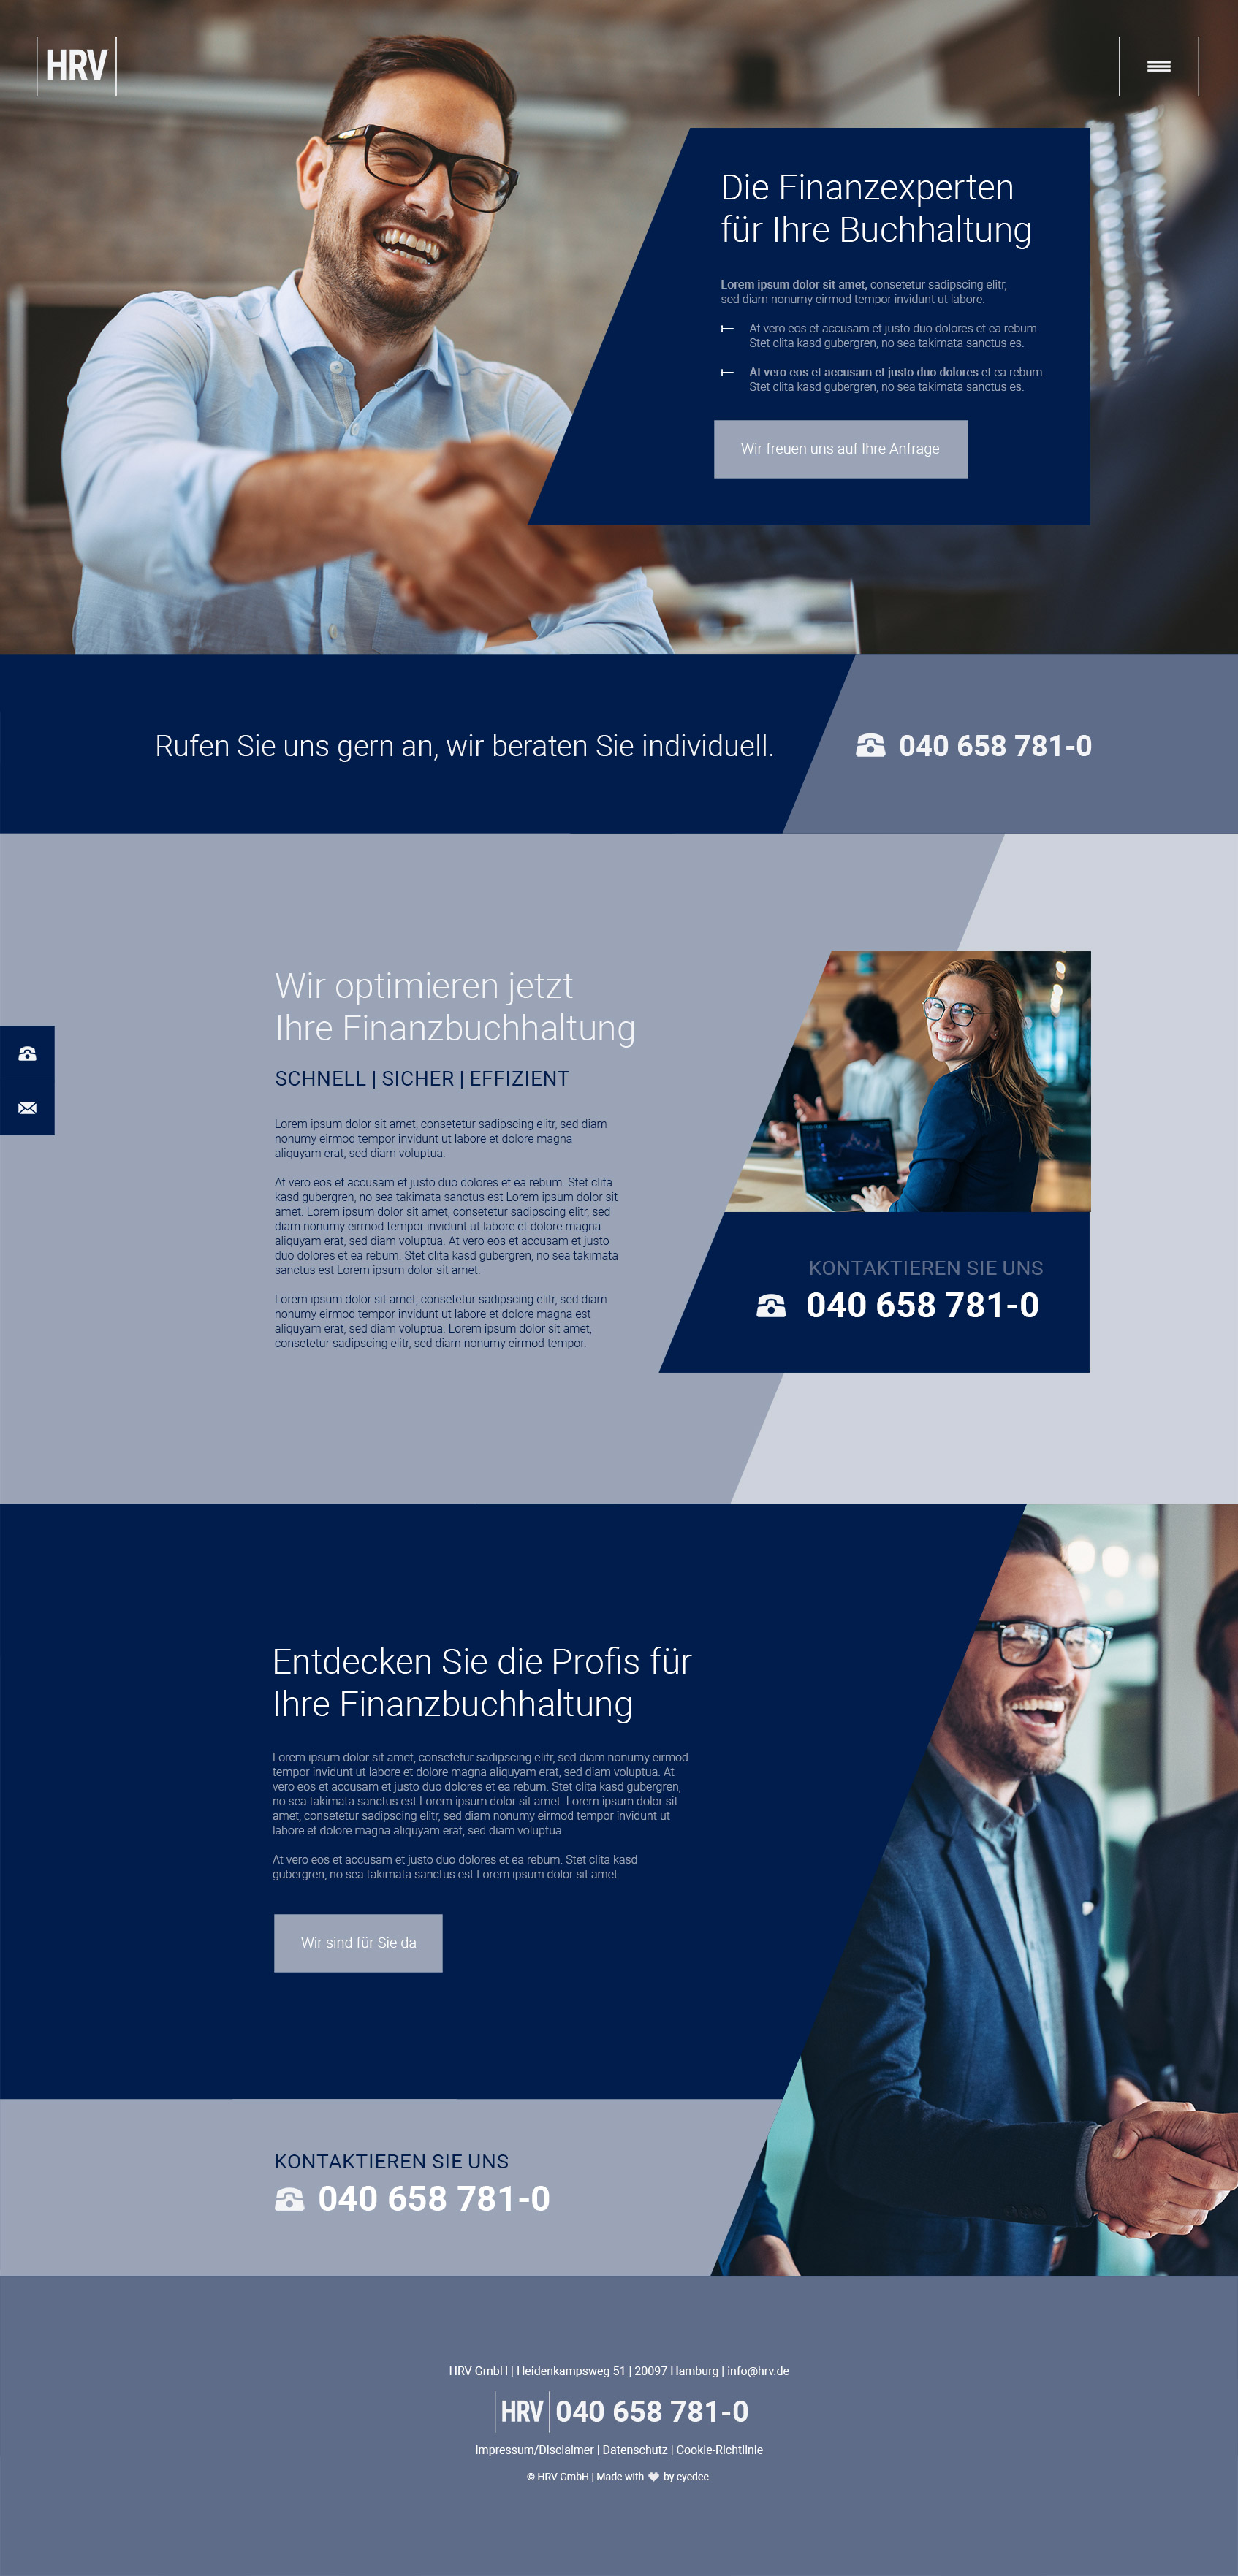 HRV
Die Finanzexperten
für Ihre Buchhaltung
Lorem ipsum dolor sit amet, consetetur sadipscing elitr,
sed diam nonumy eirmod tempor invidunt ut labore.
At vero eos et accusam et justo duo dolores et ea rebum.
Stet clita kasd gubergren, no sea takimata sanctus es.
At vero eos et accusam et justo duo dolores et ea rebum.
Stet clita kasd gubergren, no sea takimata sanctus es.
Wir freuen uns auf Ihre Anfrage
Rufen Sie uns gern an, wir beraten Sie individuell.
040 658 781-0
Wir optimieren jetzt
Ihre Finanzbuchhaltung
SCHNELL | SICHER | EFFIZIENT
Lorem ipsum dolor sit amet, consetetur sadipscing elitr, sed diam
nonumy eirmod tempor invidunt ut labore et dolore magna
aliquyam erat, sed diam voluptua.
At vero eos et accusam et justo duo dolores et ea rebum. Stet clita
kasd gubergren, no sea takimata sanctus est Lorem ipsum dolor sit
amet. Lorem ipsum dolor sit amet, consetetur sadipscing elitr, sed
diam nonumy eirmod tempor invidunt ut labore et dolore magna
aliquyam erat, sed diam voluptua. At vero eos et accusam et justo
duo dolores et ea rebum. Stet clita kasd gubergren, no sea takimata
sanctus est Lorem ipsum dolor sit amet.
Lorem ipsum dolor sit amet, consetetur sadipscing elitr, sed diam
nonumy eirmod tempor invidunt ut labore et dolore magna est
aliquyam erat, sed diam voluptua. Lorem ipsum dolor sit amet,
consetetur sadipscing elitr, sed diam nonumy eirmod tempor.
KONTAKTIEREN SIE UNS
040 658 781-0
Entdecken Sie die Profis für
Ihre Finanzbuchhaltung
Lorem ipsum dolor sit amet, consetetur sadipscing elitr, sed diam nonumy eirmod
tempor invidunt ut labore et dolore magna aliquyam erat, sed diam voluptua. At
vero eos et accusam et justo duo dolores et ea rebum. Stet clita kasd gubergren,
no sea takimata sanctus est Lorem ipsum dolor sit amet. Lorem ipsum dolor sit
amet, consetetur sadipscing elitr, sed diam nonumy eirmod tempor invidunt ut
labore et dolore magna aliquyam erat, sed diam voluptua.
At vero eos et accusam et justo duo dolores et ea rebum. Stet clita kasd
gubergren, no sea takimata sanctus est Lorem ipsum dolor sit amet.
Wir sind für Sie da
KONTAKTIEREN SIE UNS
040 658 781-0
HRV GmbH | Heidenkampsweg 51 | 20097 Hamburg | info@hrv.de
HRV 040 658 781-0
Impressum/Disclaimer | Datenschutz | Cookie-Richtlinie
© HRV GmbH | Made with ♥ by eyedee.